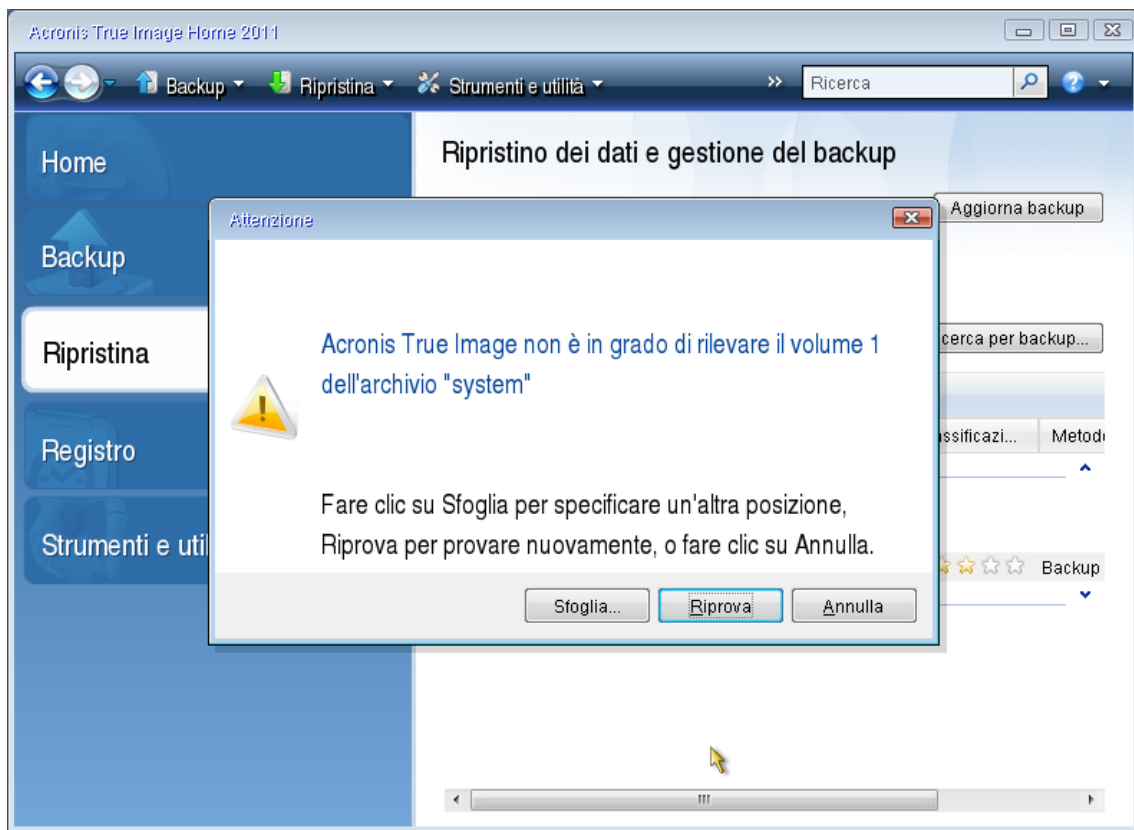 Acronis True Image Home 2011
Backup Ripristina Strumenti e utilità » Ricerca
Home
Backup
Ripristina
Registro
Strumenti e util
Ripristino dei dati e gestione del backup
Aggiorna backup
cerca per backup...
ssificazi... Metod
Backup
Attenzione
Acronis True Image non è in grado di rilevare il volume 1
dell'archivio "system"
Fare clic su Sfoglia per specificare un'altra posizione,
Riprova per provare nuovamente, o fare clic su Annulla.
Sfoglia... Riprova Annulla